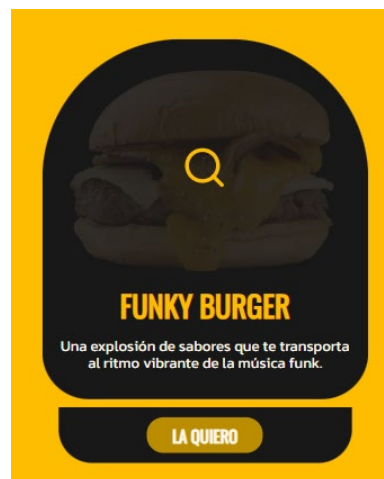 FUNKY BURGER
Una explosión de sabores que te transporta
al ritmo vibrante de la música funk.
LA QUIERO